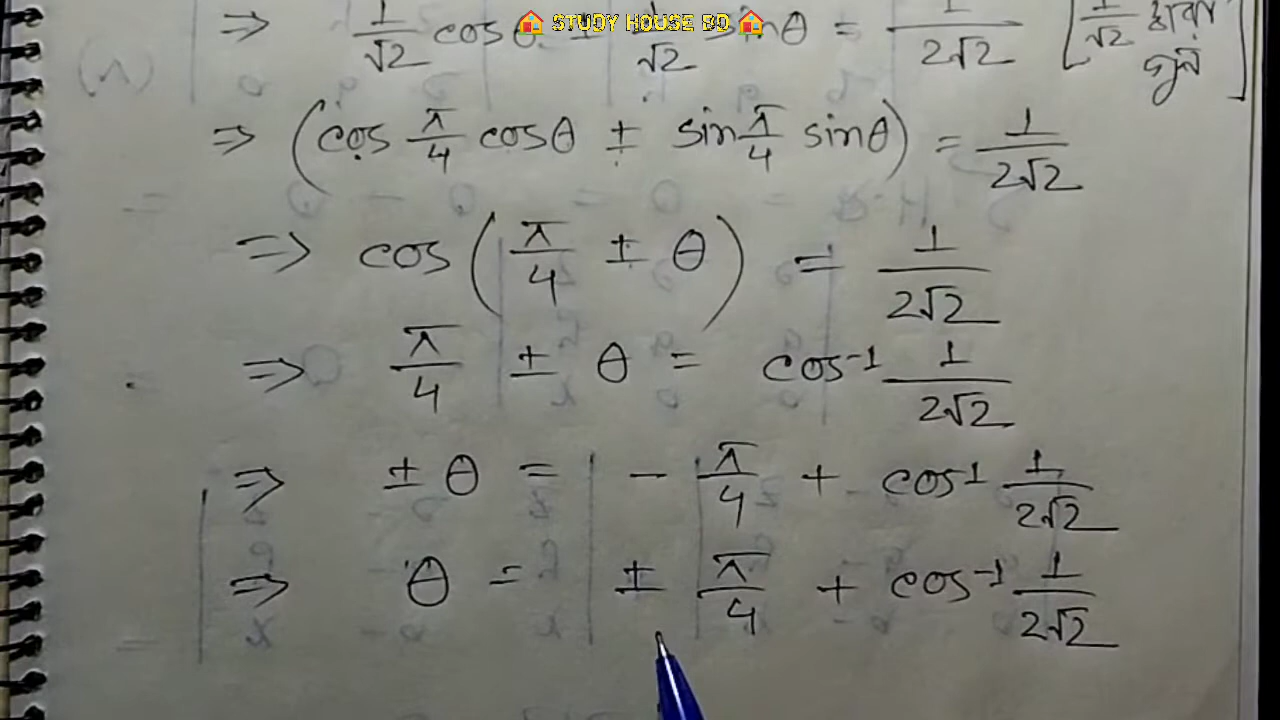 🏠 STUDY HOUSE BD 🏠
⇒ 1/√2 cosθ ± 1/√2 sinθ = 1/2√2 [1/√2 দ্বারা গুন]
⇒ (cos π/4 cosθ ± sin π/4 sinθ) = 1/2√2
⇒ cos(π/4 ± θ) = 1/2√2
⇒ π/4 ± θ = cos⁻¹ 1/2√2
⇒ ±θ = - π/4 + cos⁻¹ 1/2√2
⇒ θ = ± π/4 + cos⁻¹ 1/2√2